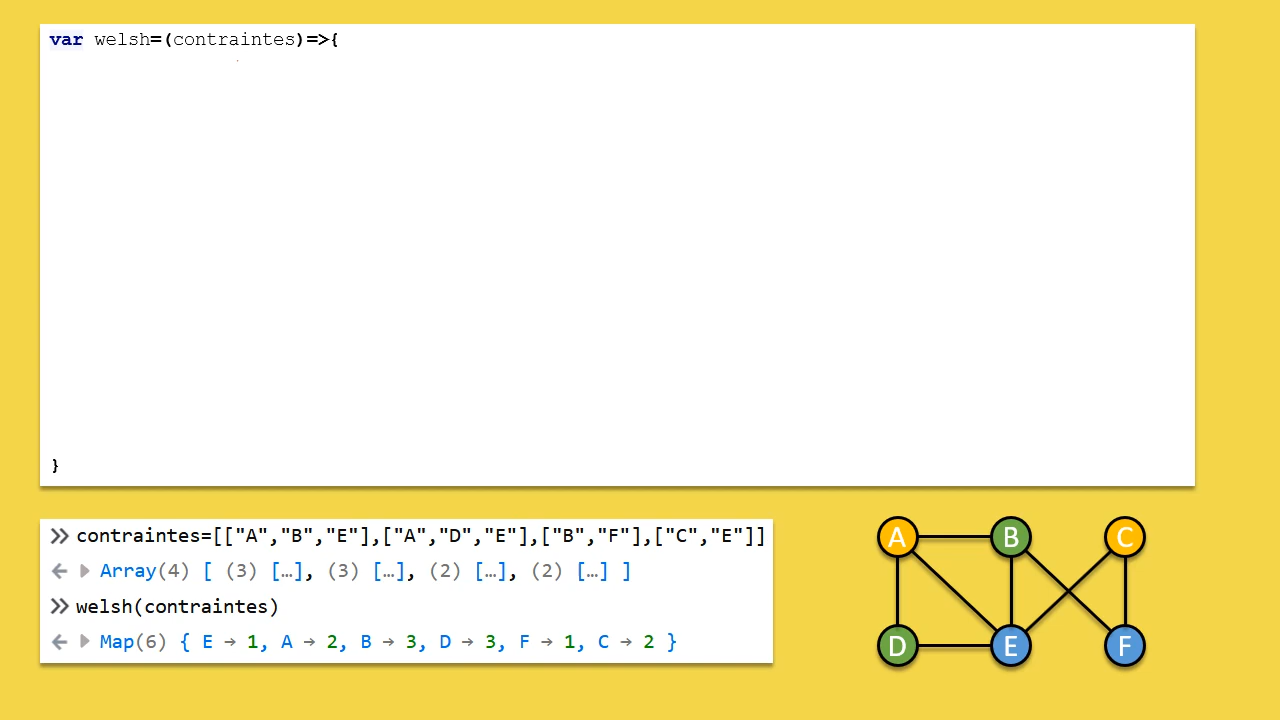 var welsh=(contraintes)=>{
}
>> contraintes=[["A","B","E"],["A","D","E"],["B","F"],["C","E"]]
← ▶ Array(4) [ (3) […], (3) […], (2) […], (2) […] ]
>> welsh(contraintes)
← ▶ Map(6) { E → 1, A → 2, B → 3, D → 3, F → 1, C → 2 }
A B C
D E F